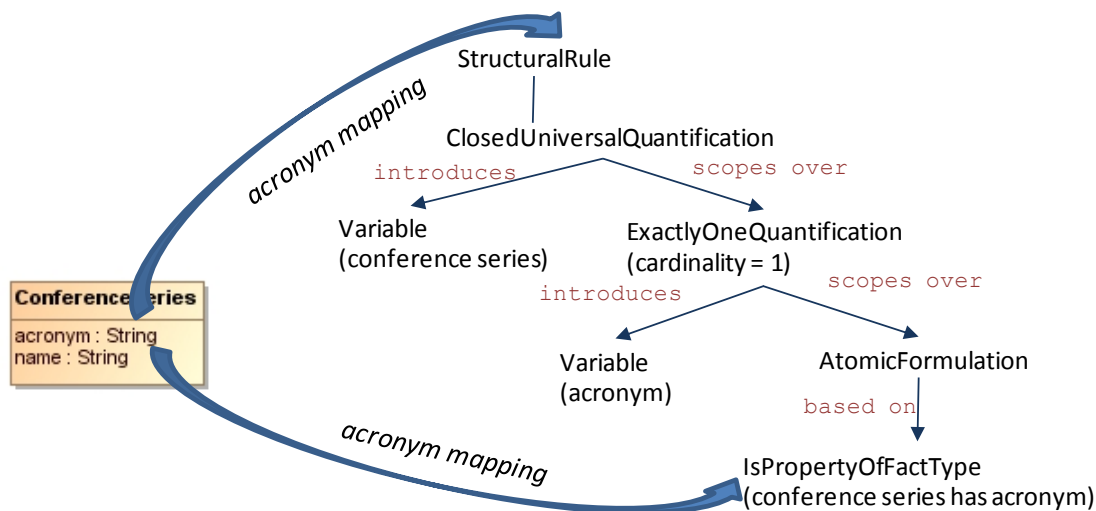 StructuralRule
acronym mapping
ClosedUniversalQuantification
introduces
scopes over
Variable
(conference series)
ExactlyOneQuantification
(cardinality = 1)
introduces
scopes over
ConferenceSeries
acronym : String
name : String
Variable
(acronym)
AtomicFormulation
based on
acronym mapping
IsPropertyOfFactType
(conference series has acronym)